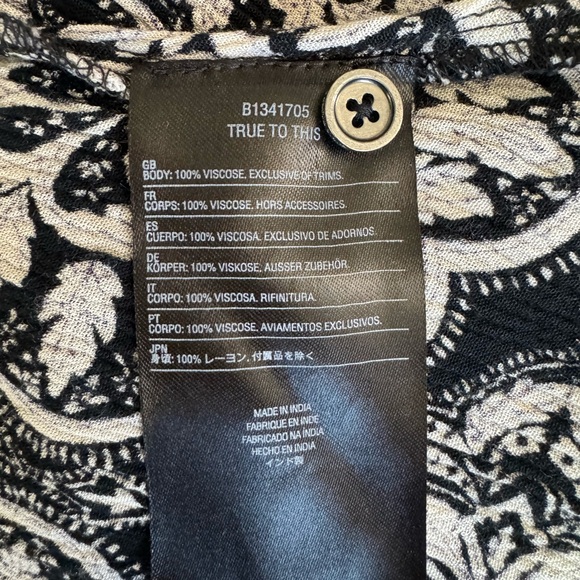 B1341705
TRUE TO THIS
GB
BODY: 100% VISCOSE, EXCLUSIVE OF TRIMS.
FR
CORPS: 100% VISCOSE, HORS ACCESSOIRES.
ES
CUERPO: 100% VISCOSA. EXCLUSIVO DE ADORNOS.
DE
KÖRPER: 100% VISKOSE, AUSSER ZUBEHÖR.
IT
CORPO: 100% VISCOSA. RIFINITURA.
PT
CORPO: 100% VISCOSE, AVIAMENTOS EXCLUSIVOS.
JPN
身頃: 100% レーヨン, 付属品を除く
MADE IN INDIA
FABRIQUE EN INDE
FABRICADO NA ÍNDIA
HECHO EN INDIA
インド製